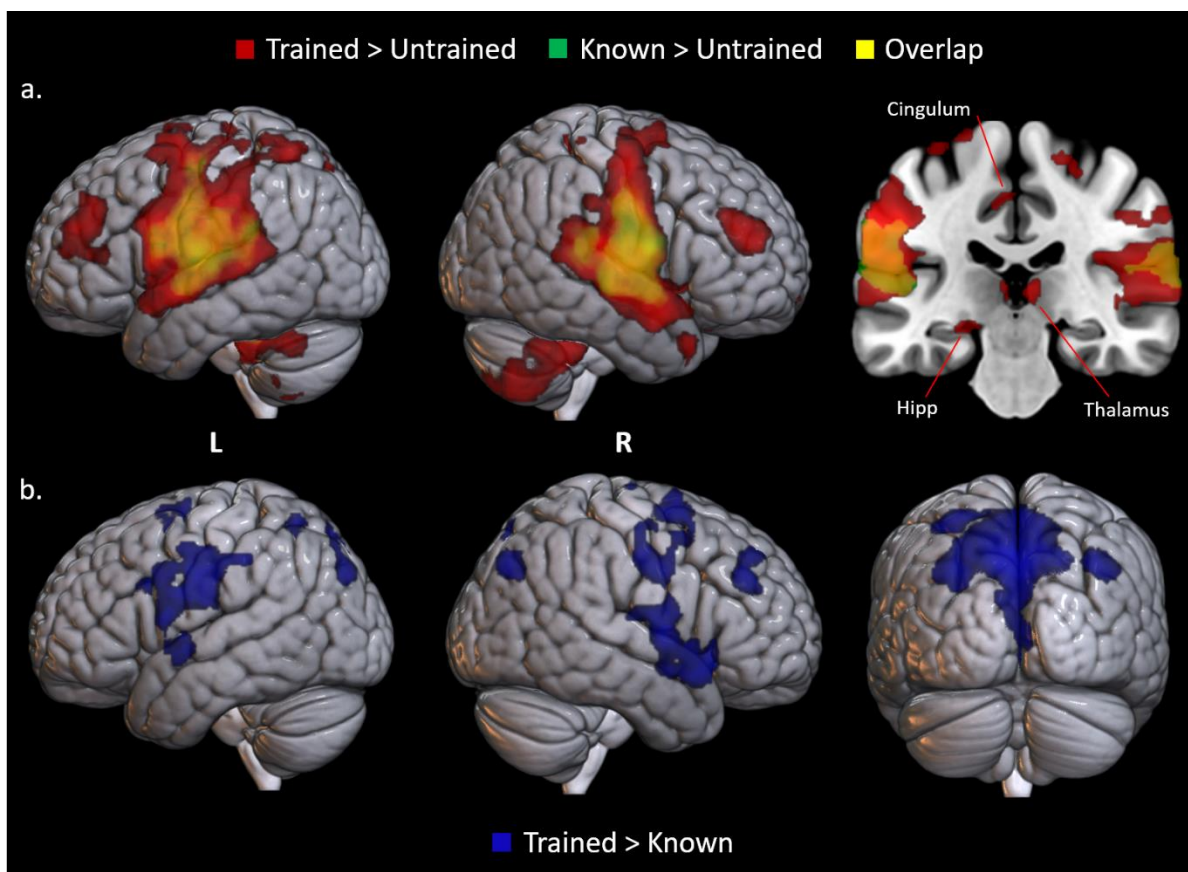 Trained > Untrained Known > Untrained Overlap
a.
Cingulum
Hipp
Thalamus
L R
b.
Trained > Known